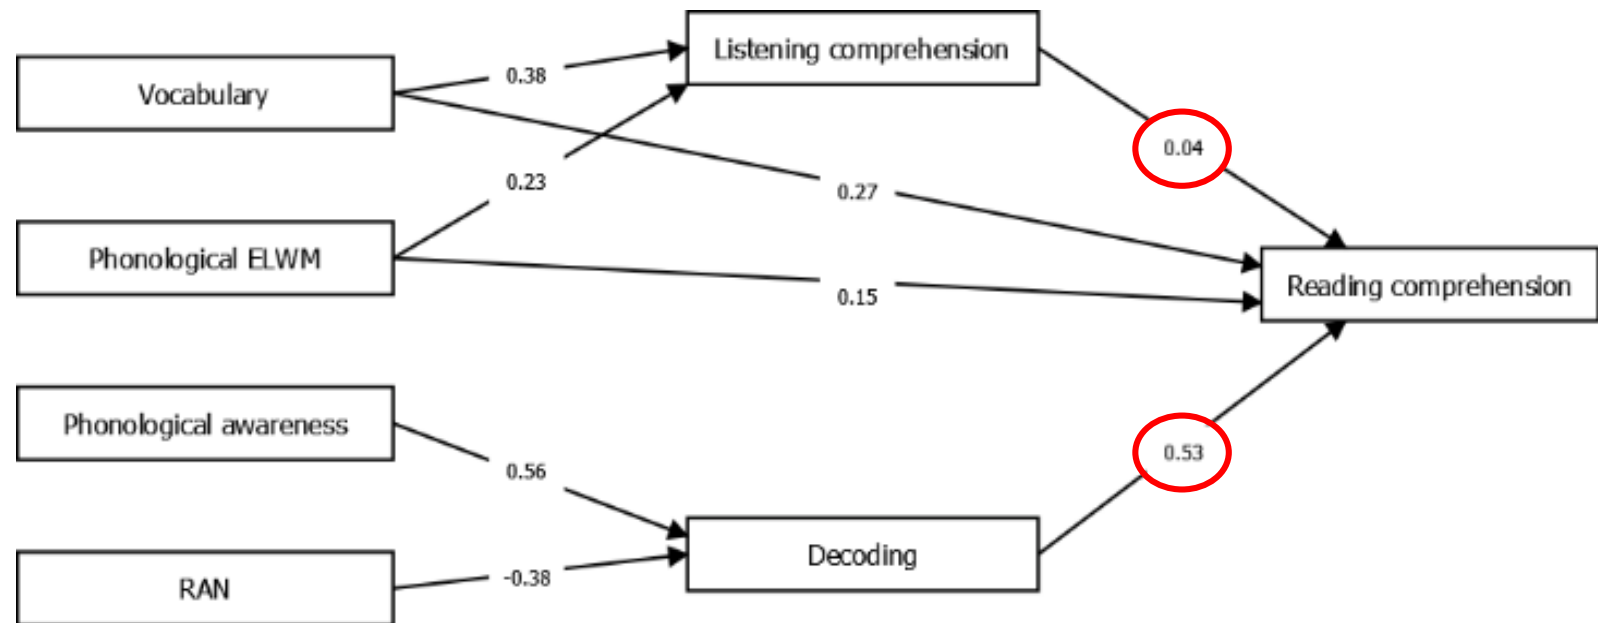 Listening comprehension
Vocabulary
0.38
0.04
0.23
0.27
Phonological ELWM
Reading comprehension
0.15
Phonological awareness
0.53
0.56
Decoding
-0.38
RAN